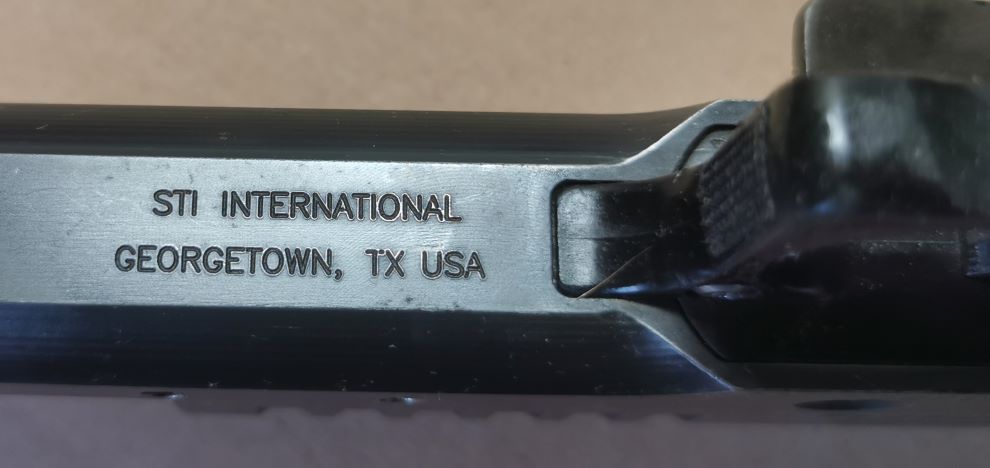 STI INTERNATIONAL
GEORGETOWN, TX USA